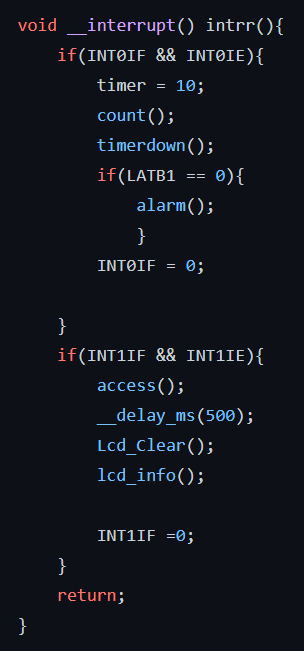 void __interrupt() intrr(){
    if(INT0IF && INT0IE){
        timer = 10;
        count();
        timerdown();
        if(LATB1 == 0){
            alarm();
            }
        INT0IF = 0;

    }
    if(INT1IF && INT1IE){
        access();
        __delay_ms(500);
        Lcd_Clear();
        lcd_info();

        INT1IF =0;
    }
    return;
}